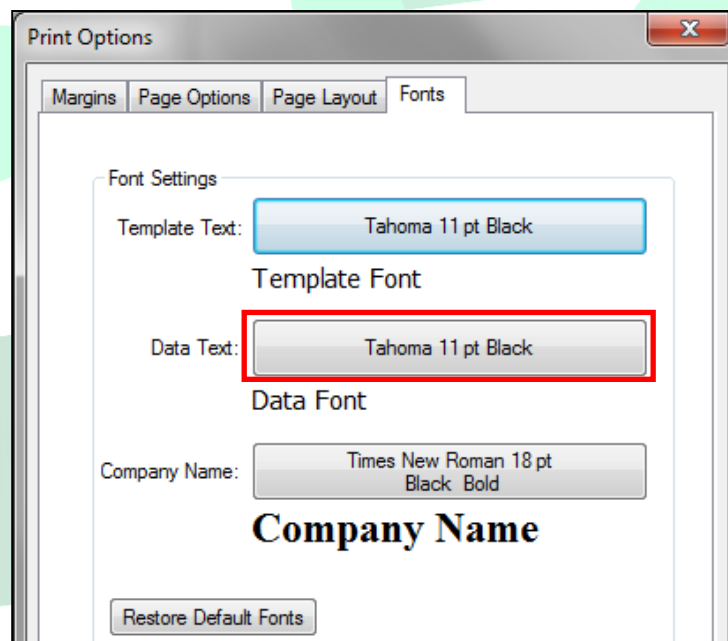 Print Options
X
Margins Page Options Page Layout Fonts
Font Settings
Template Text: Tahoma 11 pt Black
Template Font
Data Text: Tahoma 11 pt Black
Data Font
Company Name: Times New Roman 18 pt
Black Bold
Company Name
Restore Default Fonts